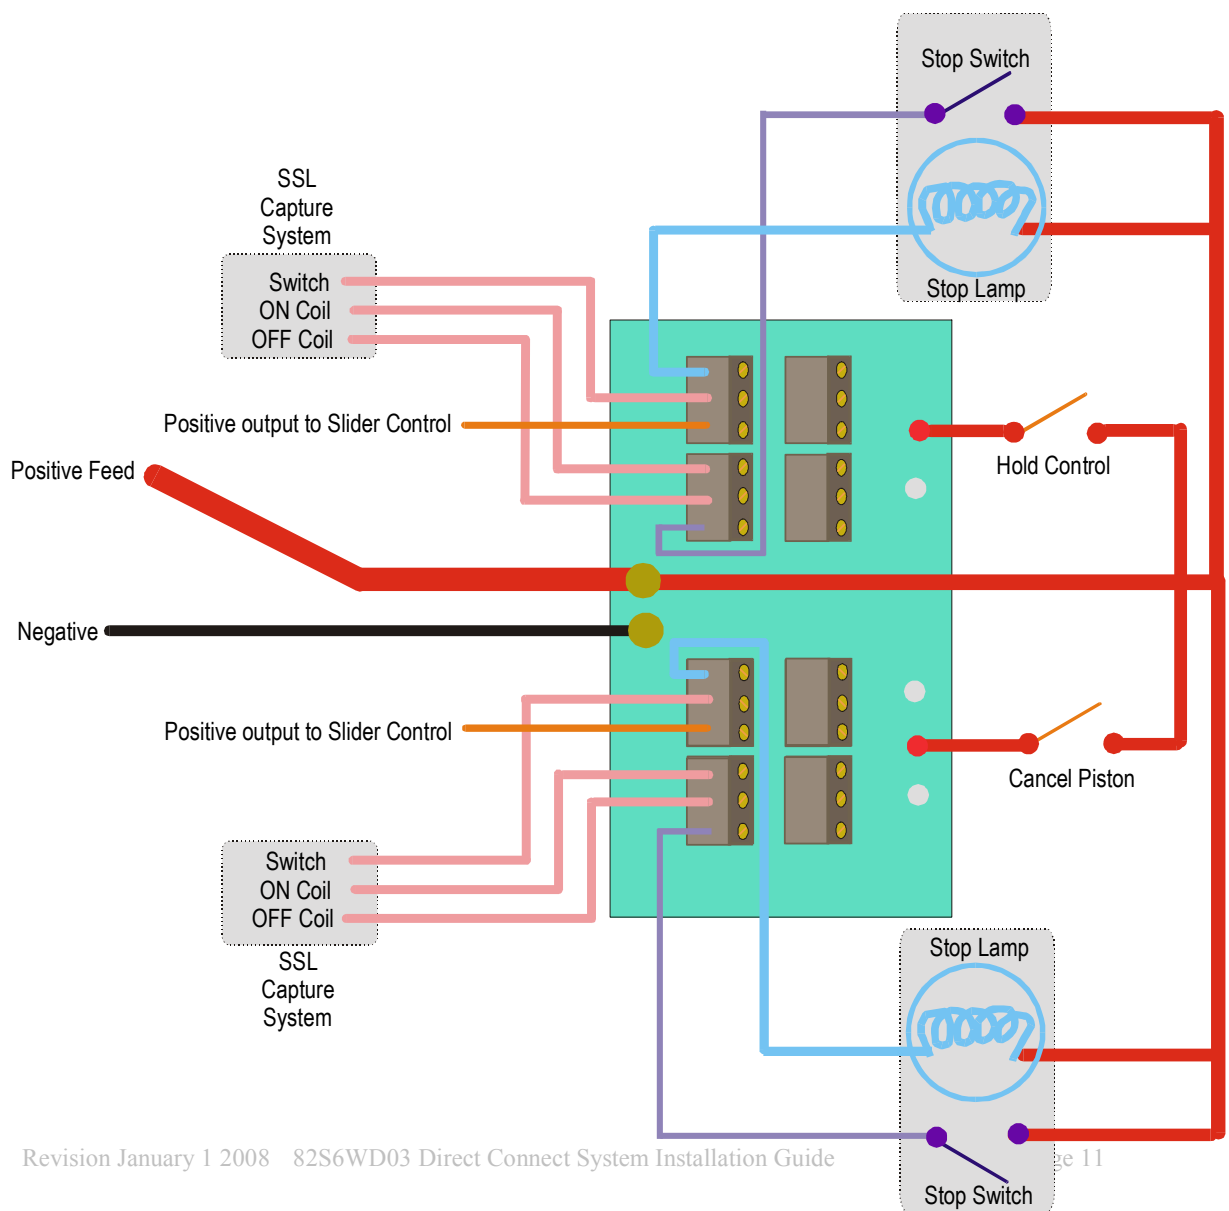 Stop Switch
Stop Lamp
SSL
Capture
System
Switch
ON Coil
OFF Coil
Positive output to Slider Control
Positive Feed
Hold Control
Negative
Positive output to Slider Control
Cancel Piston
Switch
ON Coil
OFF Coil
SSL
Capture
System
Stop Lamp
Stop Switch
Revision January 1 2008 82S6WD03 Direct Connect System Installation Guide 11